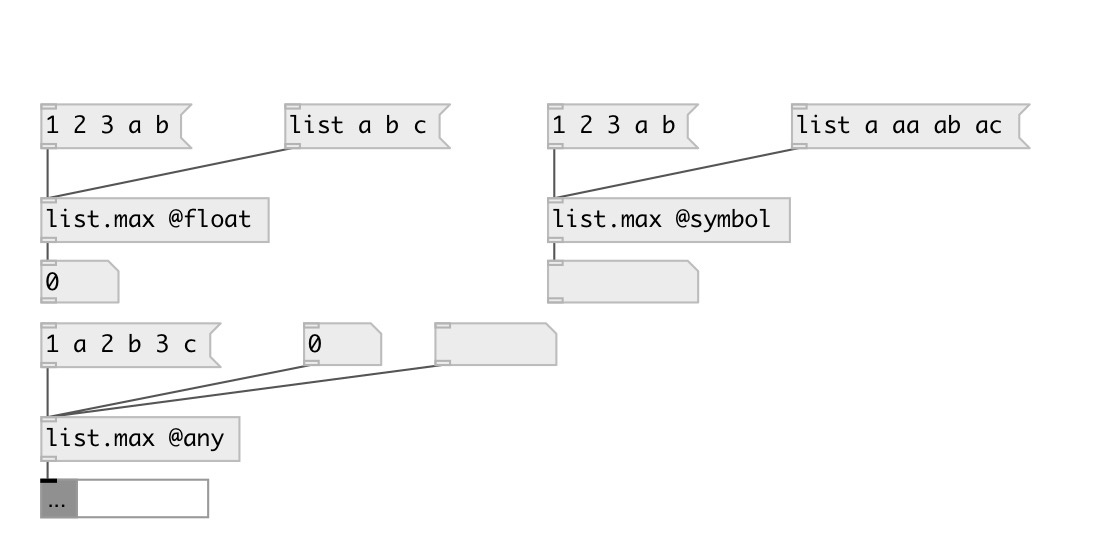 1 2 3 a b
list a b c
1 2 3 a b
list a aa ab ac
list.max @float
list.max @symbol
0
1 a 2 b 3 c
0
list.max @any
...